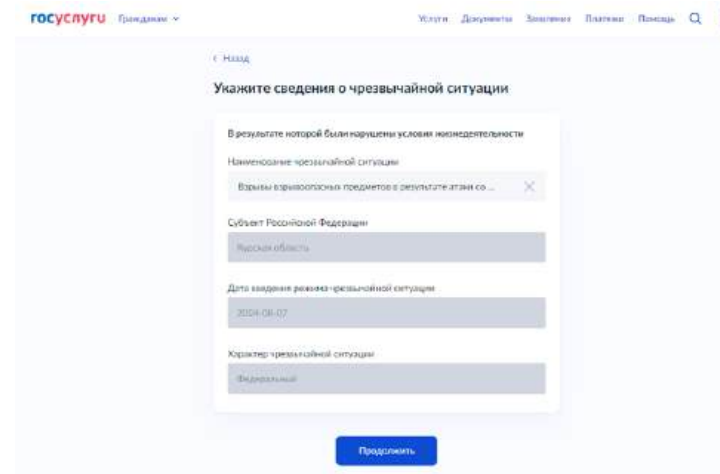 госуслуги Гражданам Услуги Документы Заявления Платежи Помощь
Назад
Укажите сведения о чрезвычайной ситуации
В результате которой были нарушены условия жизнедеятельности
Наименование чрезвычайной ситуации
Взрывы взрывоопасных предметов в результате атаки со ...
Субъект Российской Федерации
Курская область
Дата введения режима чрезвычайной ситуации
2024-08-07
Характер чрезвычайной ситуации
Федеральный
Продолжить